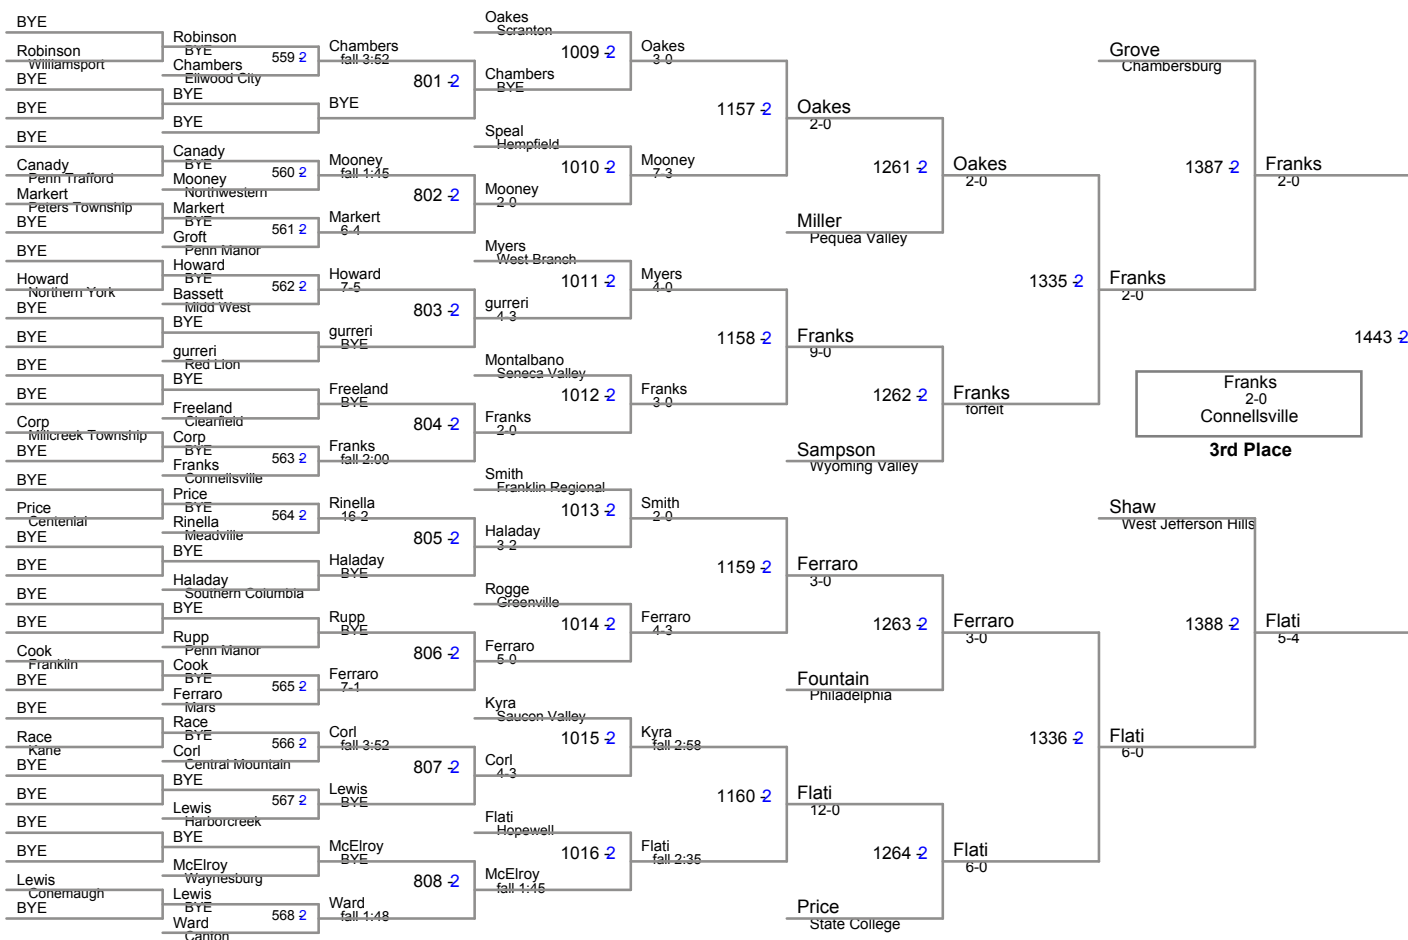 BYE
Robinson
Williamsport
BYE
BYE
BYE
Canady
Penn Trafford
Markert
Peters Township
BYE
BYE
Howard
Northern York
BYE
BYE
BYE
BYE
Corp
Millcreek Township
BYE
BYE
Price
Centenial
BYE
BYE
BYE
BYE
Cook
Franklin
BYE
BYE
Race
Kane
BYE
BYE
BYE
BYE
Lewis
Conemaugh
BYE
Robinson
BYE
559 -2
Chambers
Ellwood City
BYE
BYE
Canady
BYE
560 -2
Mooney
Northwestern
Markert
BYE
561 -2
Groft
Penn Manor
Howard
BYE
562 -2
Bassett
Midd West
BYE
gurreri
Red Lion
BYE
Freeland
Clearfield
Corp
BYE
563 -2
Franks
Connellsville
Price
BYE
564 -2
Rinella
Meadville
BYE
Haladay
Southern Columbia
BYE
Rupp
Penn Manor
Cook
BYE
565 -2
Ferraro
Mars
Race
BYE
566 -2
Corl
Central Mountain
BYE
567 -2
Lewis
Harborcreek
BYE
McElroy
Waynesburg
Lewis
BYE
568 -2
Ward
Canton
Chambers
fall 3:52
801 -2
BYE
Mooney
fall 1:45
802 -2
Markert
6-4
Howard
7-5
803 -2
gurreri
BYE
Freeland
BYE
804 -2
Franks
fall 2:00
Rinella
16-2
805 -2
Haladay
BYE
Rupp
BYE
806 -2
Ferraro
7-1
Corl
fall 3:52
807 -2
Lewis
BYE
McElroy
BYE
808 -2
Ward
fall 1:48
Oakes
Scranton
1009 -2
Chambers
BYE
Speal
Hempfield
1010 -2
Mooney
2-0
Myers
West Branch
1011 -2
gurreri
4-3
Montalbano
Seneca Valley
1012 -2
Franks
2-0
Smith
Franklin Regional
1013 -2
Haladay
3-2
Rogge
Greenville
1014 -2
Ferraro
5-0
Kyra
Saucon Valley
1015 -2
Corl
4-3
Flati
Hopewell
1016 -2
McElroy
fall 1:45
Oakes
3-0
1157 -2
Mooney
7-3
Myers
4-0
1158 -2
Franks
3-0
Smith
2-0
1159 -2
Ferraro
4-3
Kyra
fall 2:58
1160 -2
Flati
fall 2:35
Oakes
2-0
1261 -2
Miller
Pequea Valley
Franks
9-0
1262 -2
Sampson
Wyoming Valley
Ferraro
3-0
1263 -2
Fountain
Philadelphia
Flati
12-0
1264 -2
Price
State College
Oakes
2-0
1335 -2
Franks
forfeit
Ferraro
3-0
1336 -2
Flati
6-0
Grove
Chambersburg
1387 -2
Franks
2-0
Shaw
West Jefferson Hills
1388 -2
Flati
6-0
Franks
2-0
1443 -2
Flati
5-4
Franks
2-0
Connellsville
3rd Place